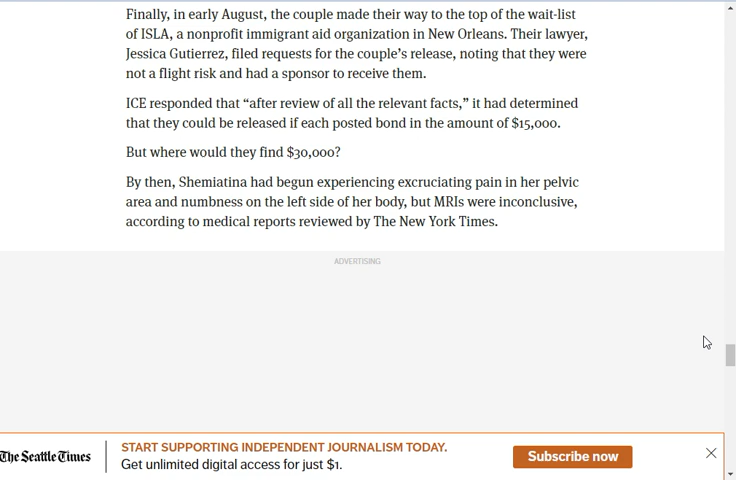 Finally, in early August, the couple made their way to the top of the wait-list
of ISLA, a nonprofit immigrant aid organization in New Orleans. Their lawyer,
Jessica Gutierrez, filed requests for the couple’s release, noting that they were
not a flight risk and had a sponsor to receive them.
ICE responded that “after review of all the relevant facts,” it had determined
that they could be released if each posted bond in the amount of $15,000.
But where would they find $30,000?
By then, Shemiatina had begun experiencing excruciating pain in her pelvic
area and numbness on the left side of her body, but MRIs were inconclusive,
according to medical reports reviewed by The New York Times.
ADVERTISING
The Seattle Times
START SUPPORTING INDEPENDENT JOURNALISM TODAY.
Get unlimited digital access for just $1.
Subscribe now